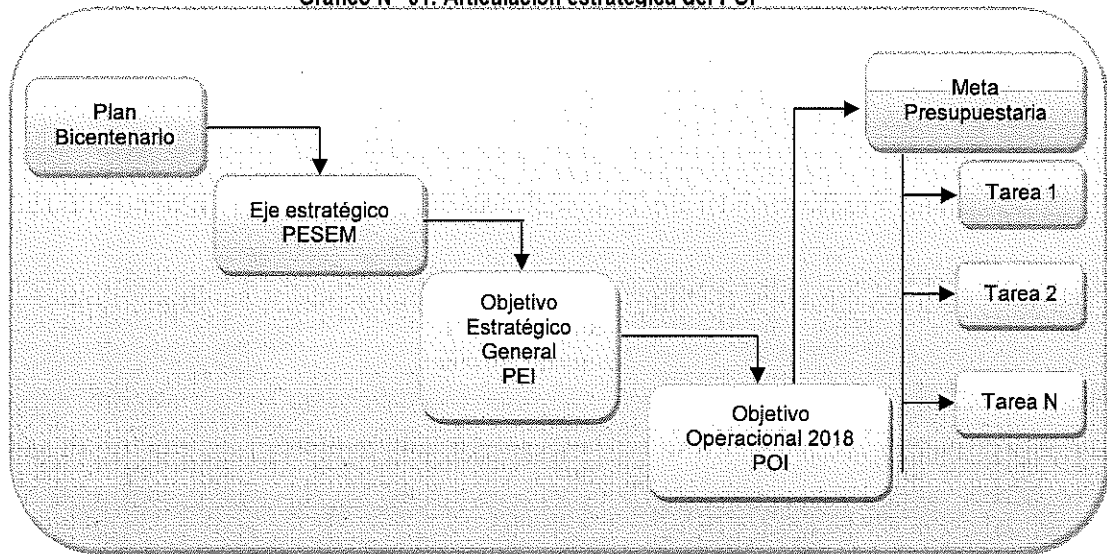 Gráfico N° 01: Articulación estratégica del POI
Plan
Bicentenario
Eje estratégico
PESEM
Objetivo
Estratégico
General
PEI
Objetivo
Operacional 2018
POI
Meta
Presupuestaria
Tarea 1
Tarea 2
Tarea N